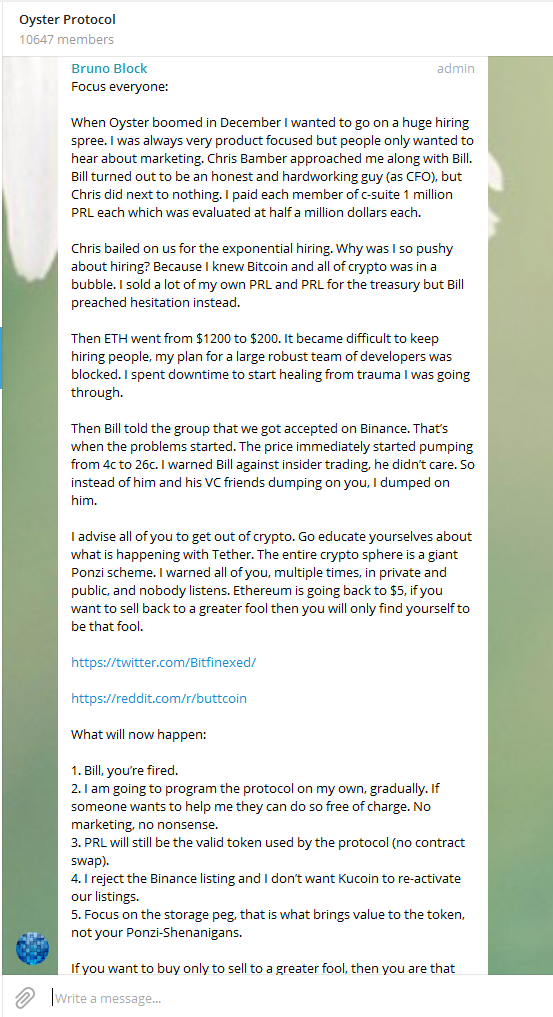 Oyster Protocol
10647 members
Bruno Block
admin
Focus everyone:
When Oyster boomed in December I wanted to go on a huge hiring
spree. I was always very product focused but people only wanted to
hear about marketing. Chris Bamber approached me along with Bill.
Bill turned out to be an honest and hardworking guy (as CFO), but
Chris did next to nothing. I paid each member of c-suite 1 million
PRL each which was evaluated at half a million dollars each.
Chris bailed on us for the exponential hiring. Why was I so pushy
about hiring? Because I knew Bitcoin and all of crypto was in a
bubble. I sold a lot of my own PRL and PRL for the treasury but Bill
preached hesitation instead.
Then ETH went from $1200 to $200. It became difficult to keep
hiring people, my plan for a large robust team of developers was
blocked. I spent downtime to start healing from trauma I was going
through.
Then Bill told the group that we got accepted on Binance. That’s
when the problems started. The price immediately started pumping
from 4c to 26c. I warned Bill against insider trading, he didn’t care. So
instead of him and his VC friends dumping on you, I dumped on
him.
I advise all of you to get out of crypto. Go educate yourselves about
what is happening with Tether. The entire crypto sphere is a giant
Ponzi scheme. I warned all of you, multiple times, in private and
public, and nobody listens. Ethereum is going back to $5, if you
want to sell back to a greater fool then you will only find yourself to
be that fool.
https://twitter.com/Bitfinexed/
https://reddit.com/r/buttcoin
What will now happen:
1. Bill, you’re fired.
2. I am going to program the protocol on my own, gradually. If
someone wants to help me they can do so free of charge. No
marketing, no nonsense.
3. PRL will still be the valid token used by the protocol (no contract
swap).
4. I reject the Binance listing and I don’t want Kucoin to re-activate
our listings.
5. Focus on the storage peg, that is what brings value to the token,
not your Ponzi-Shenanigans.
If you want to buy only to sell to a greater fool, then you are that
Write a message...